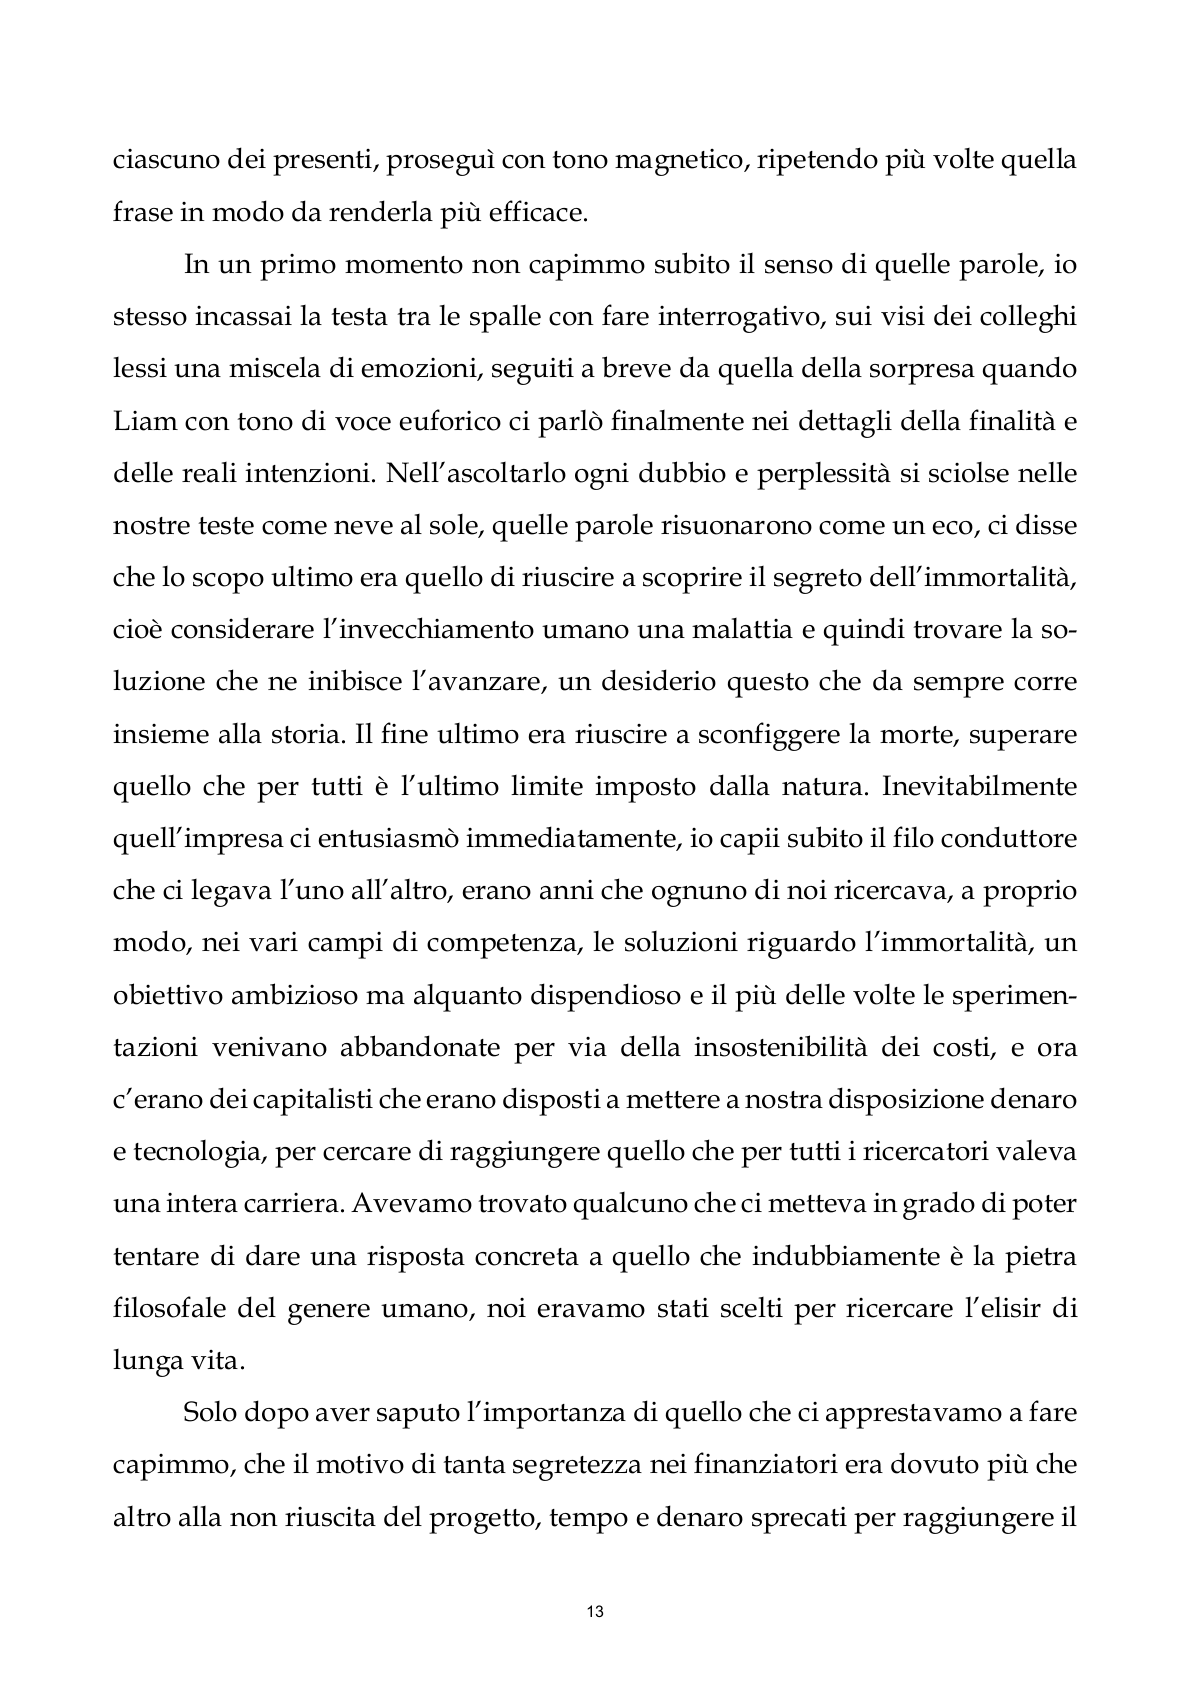 ciascuno dei presenti, proseguì con tono magnetico, ripetendo più volte quella
frase in modo da renderla più efficace.
In un primo momento non capimmo subito il senso di quelle parole, io
stesso incassai la testa tra le spalle con fare interrogativo, sui visi dei colleghi
lessi una miscela di emozioni, seguiti a breve da quella della sorpresa quando
Liam con tono di voce euforico ci parlò finalmente nei dettagli della finalità e
delle reali intenzioni. Nell’ascoltarlo ogni dubbio e perplessità si sciolse nelle
nostre teste come neve al sole, quelle parole risuonarono come un eco, ci disse
che lo scopo ultimo era quello di riuscire a scoprire il segreto dell’immortalità,
cioè considerare l’invecchiamento umano una malattia e quindi trovare la so-
luzione che ne inibisce l’avanzare, un desiderio questo che da sempre corre
insieme alla storia. Il fine ultimo era riuscire a sconfiggere la morte, superare
quello che per tutti è l’ultimo limite imposto dalla natura. Inevitabilmente
quell’impresa ci entusiasmò immediatamente, io capii subito il filo conduttore
che ci legava l’uno all’altro, erano anni che ognuno di noi ricercava, a proprio
modo, nei vari campi di competenza, le soluzioni riguardo l’immortalità, un
obiettivo ambizioso ma alquanto dispendioso e il più delle volte le sperimen-
tazioni venivano abbandonate per via della insostenibilità dei costi, e ora
c’erano dei capitalisti che erano disposti a mettere a nostra disposizione denaro
e tecnologia, per cercare di raggiungere quello che per tutti i ricercatori valeva
una intera carriera. Avevamo trovato qualcuno che ci metteva in grado di poter
tentare di dare una risposta concreta a quello che indubbiamente è la pietra
filosofale del genere umano, noi eravamo stati scelti per ricercare l’elisir di
lunga vita.
Solo dopo aver saputo l’importanza di quello che ci apprestavamo a fare
capimmo, che il motivo di tanta segretezza nei finanziatori era dovuto più che
altro alla non riuscita del progetto, tempo e denaro sprecati per raggiungere il
13